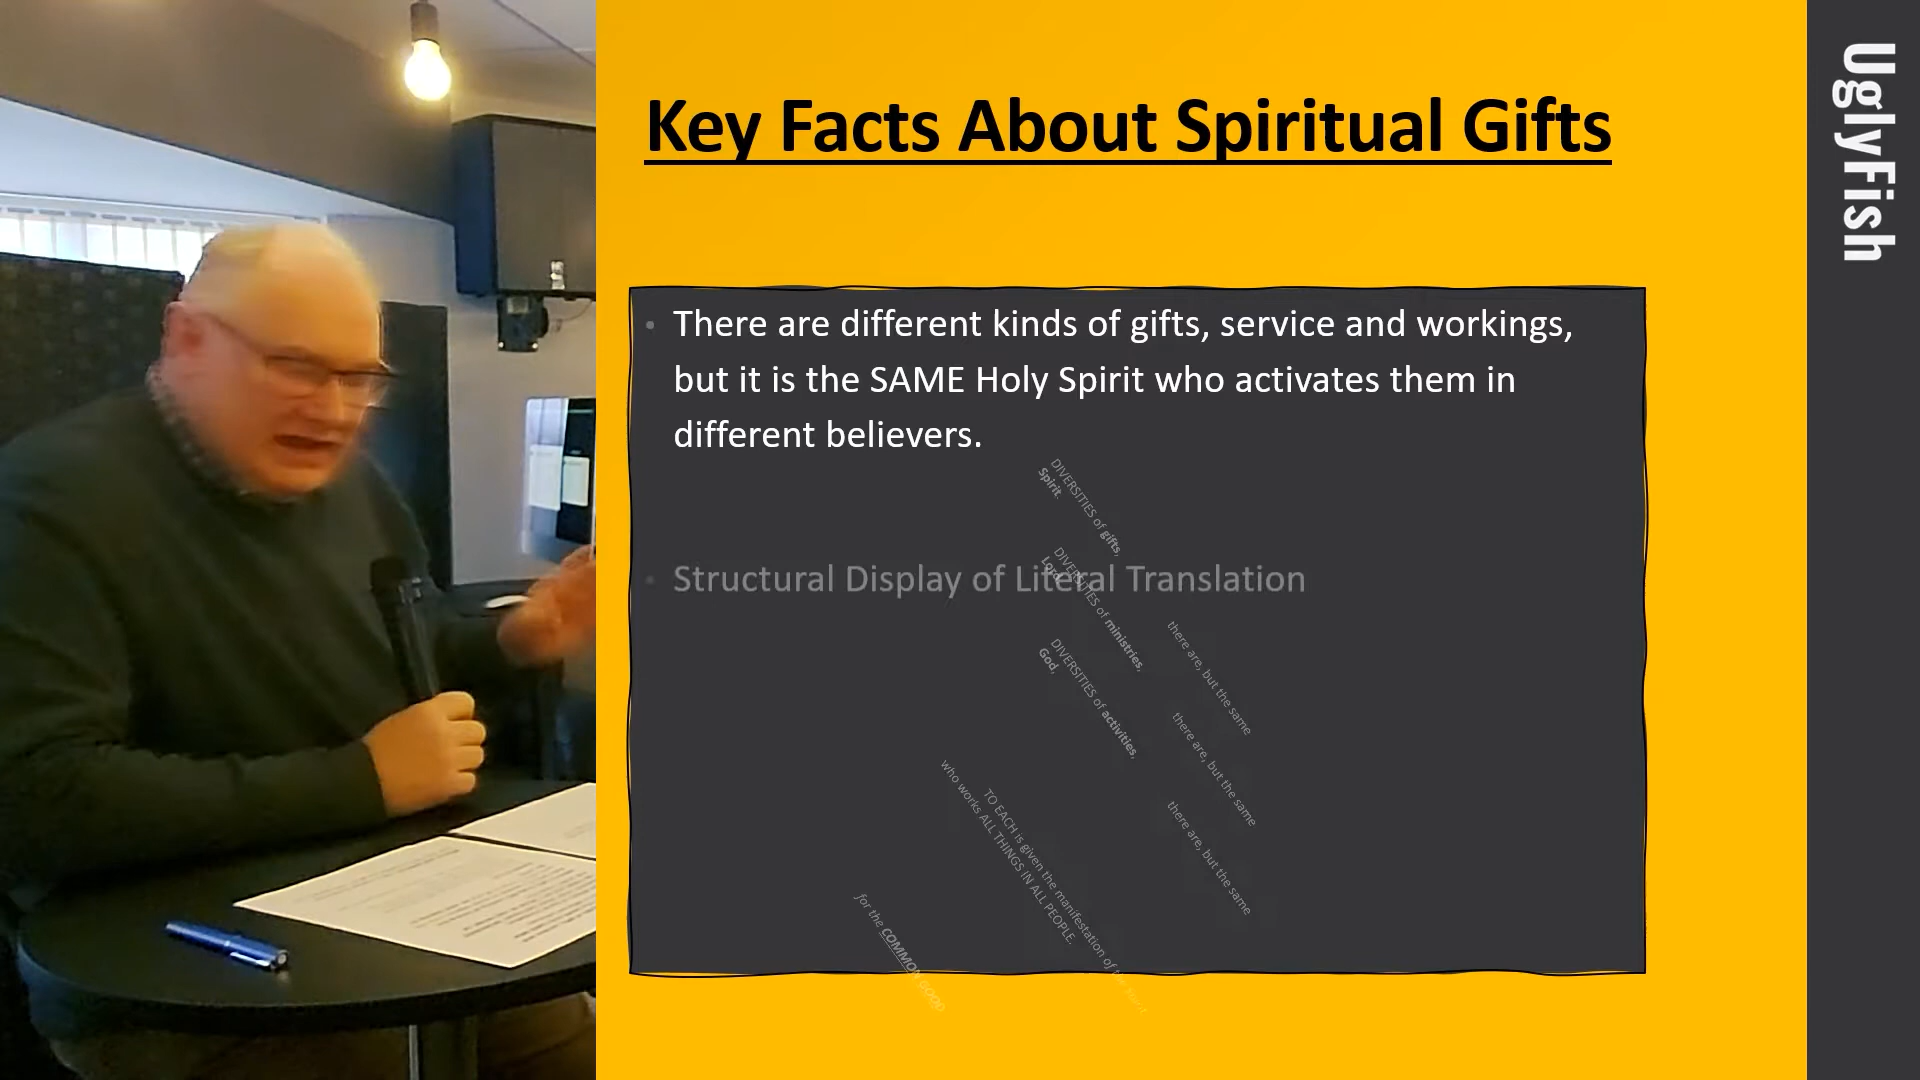 Key Facts About Spiritual Gifts
UglyFish
• There are different kinds of gifts, service and workings,
but it is the SAME Holy Spirit who activates them in
different believers.
• Structural Display of Literal Translation
DIVERSITIES of gifts,
Spirit.
DIVERSITIES of ministries,
Lord
DIVERSITIES of activities,
God,
there are, but the same
there are, but the same
there are, but the same
who works ALL THINGS IN ALL PEOPLE.
TO EACH is given the manifestation of the Spirit
for the COMMON GOOD